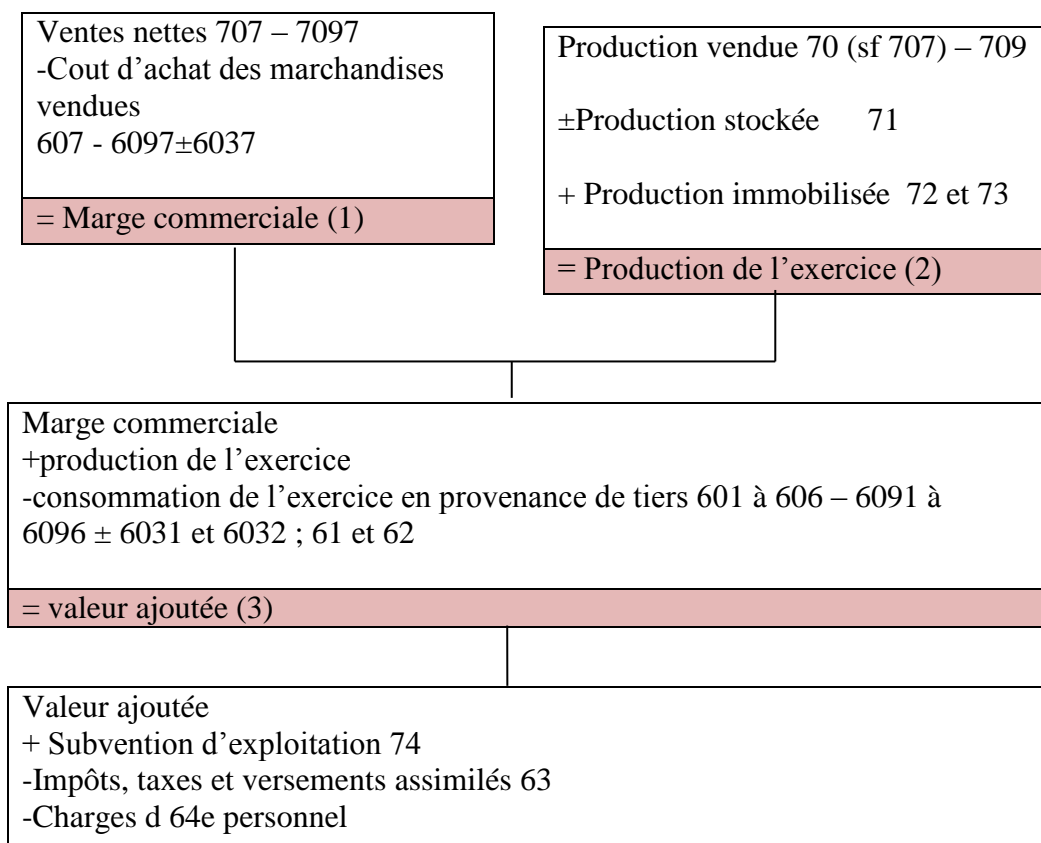 Ventes nettes 707 – 7097
-Cout d'achat des marchandises
vendues
607 - 6097±6037
= Marge commerciale (1)
Production vendue 70 (sf 707) – 709
±Production stockée 71
+ Production immobilisée 72 et 73
= Production de l'exercice (2)
Marge commerciale
+production de l'exercice
-consommation de l'exercice en provenance de tiers 601 à 606 – 6091 à
6096 ± 6031 et 6032 ; 61 et 62
= valeur ajoutée (3)
Valeur ajoutée
+ Subvention d'exploitation 74
-Impôts, taxes et versements assimilés 63
-Charges d 64e personnel